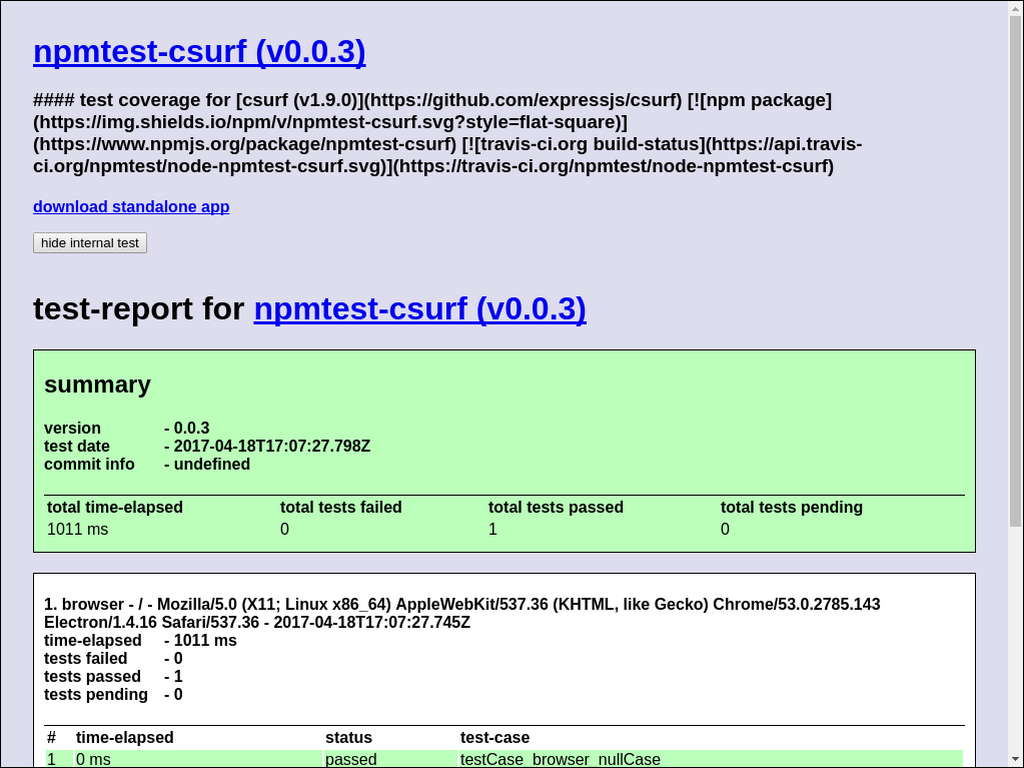 npmtest-csurf (v0.0.3)
#### test coverage for [csurf (v1.9.0)](https://github.com/expressjs/csurf) [![npm package]
(https://img.shields.io/npm/v/npmtest-csurf.svg?style=flat-square)]
(https://www.npmjs.org/package/npmtest-csurf) [![travis-ci.org build-status](https://api.travis-
ci.org/npmtest/node-npmtest-csurf.svg)](https://travis-ci.org/npmtest/node-npmtest-csurf)
download standalone app
hide internal test
test-report for npmtest-csurf (v0.0.3)
summary
version - 0.0.3
test date - 2017-04-18T17:07:27.798Z
commit info - undefined
total time-elapsed total tests failed total tests passed total tests pending
1011 ms 0 1 0
1. browser - / - Mozilla/5.0 (X11; Linux x86_64) AppleWebKit/537.36 (KHTML, like Gecko) Chrome/53.0.2785.143
Electron/1.4.16 Safari/537.36 - 2017-04-18T17:07:27.745Z
time-elapsed - 1011 ms
tests failed - 0
tests passed - 1
tests pending - 0
# time-elapsed status test-case
1 0 ms passed testCase_browser_nullCase